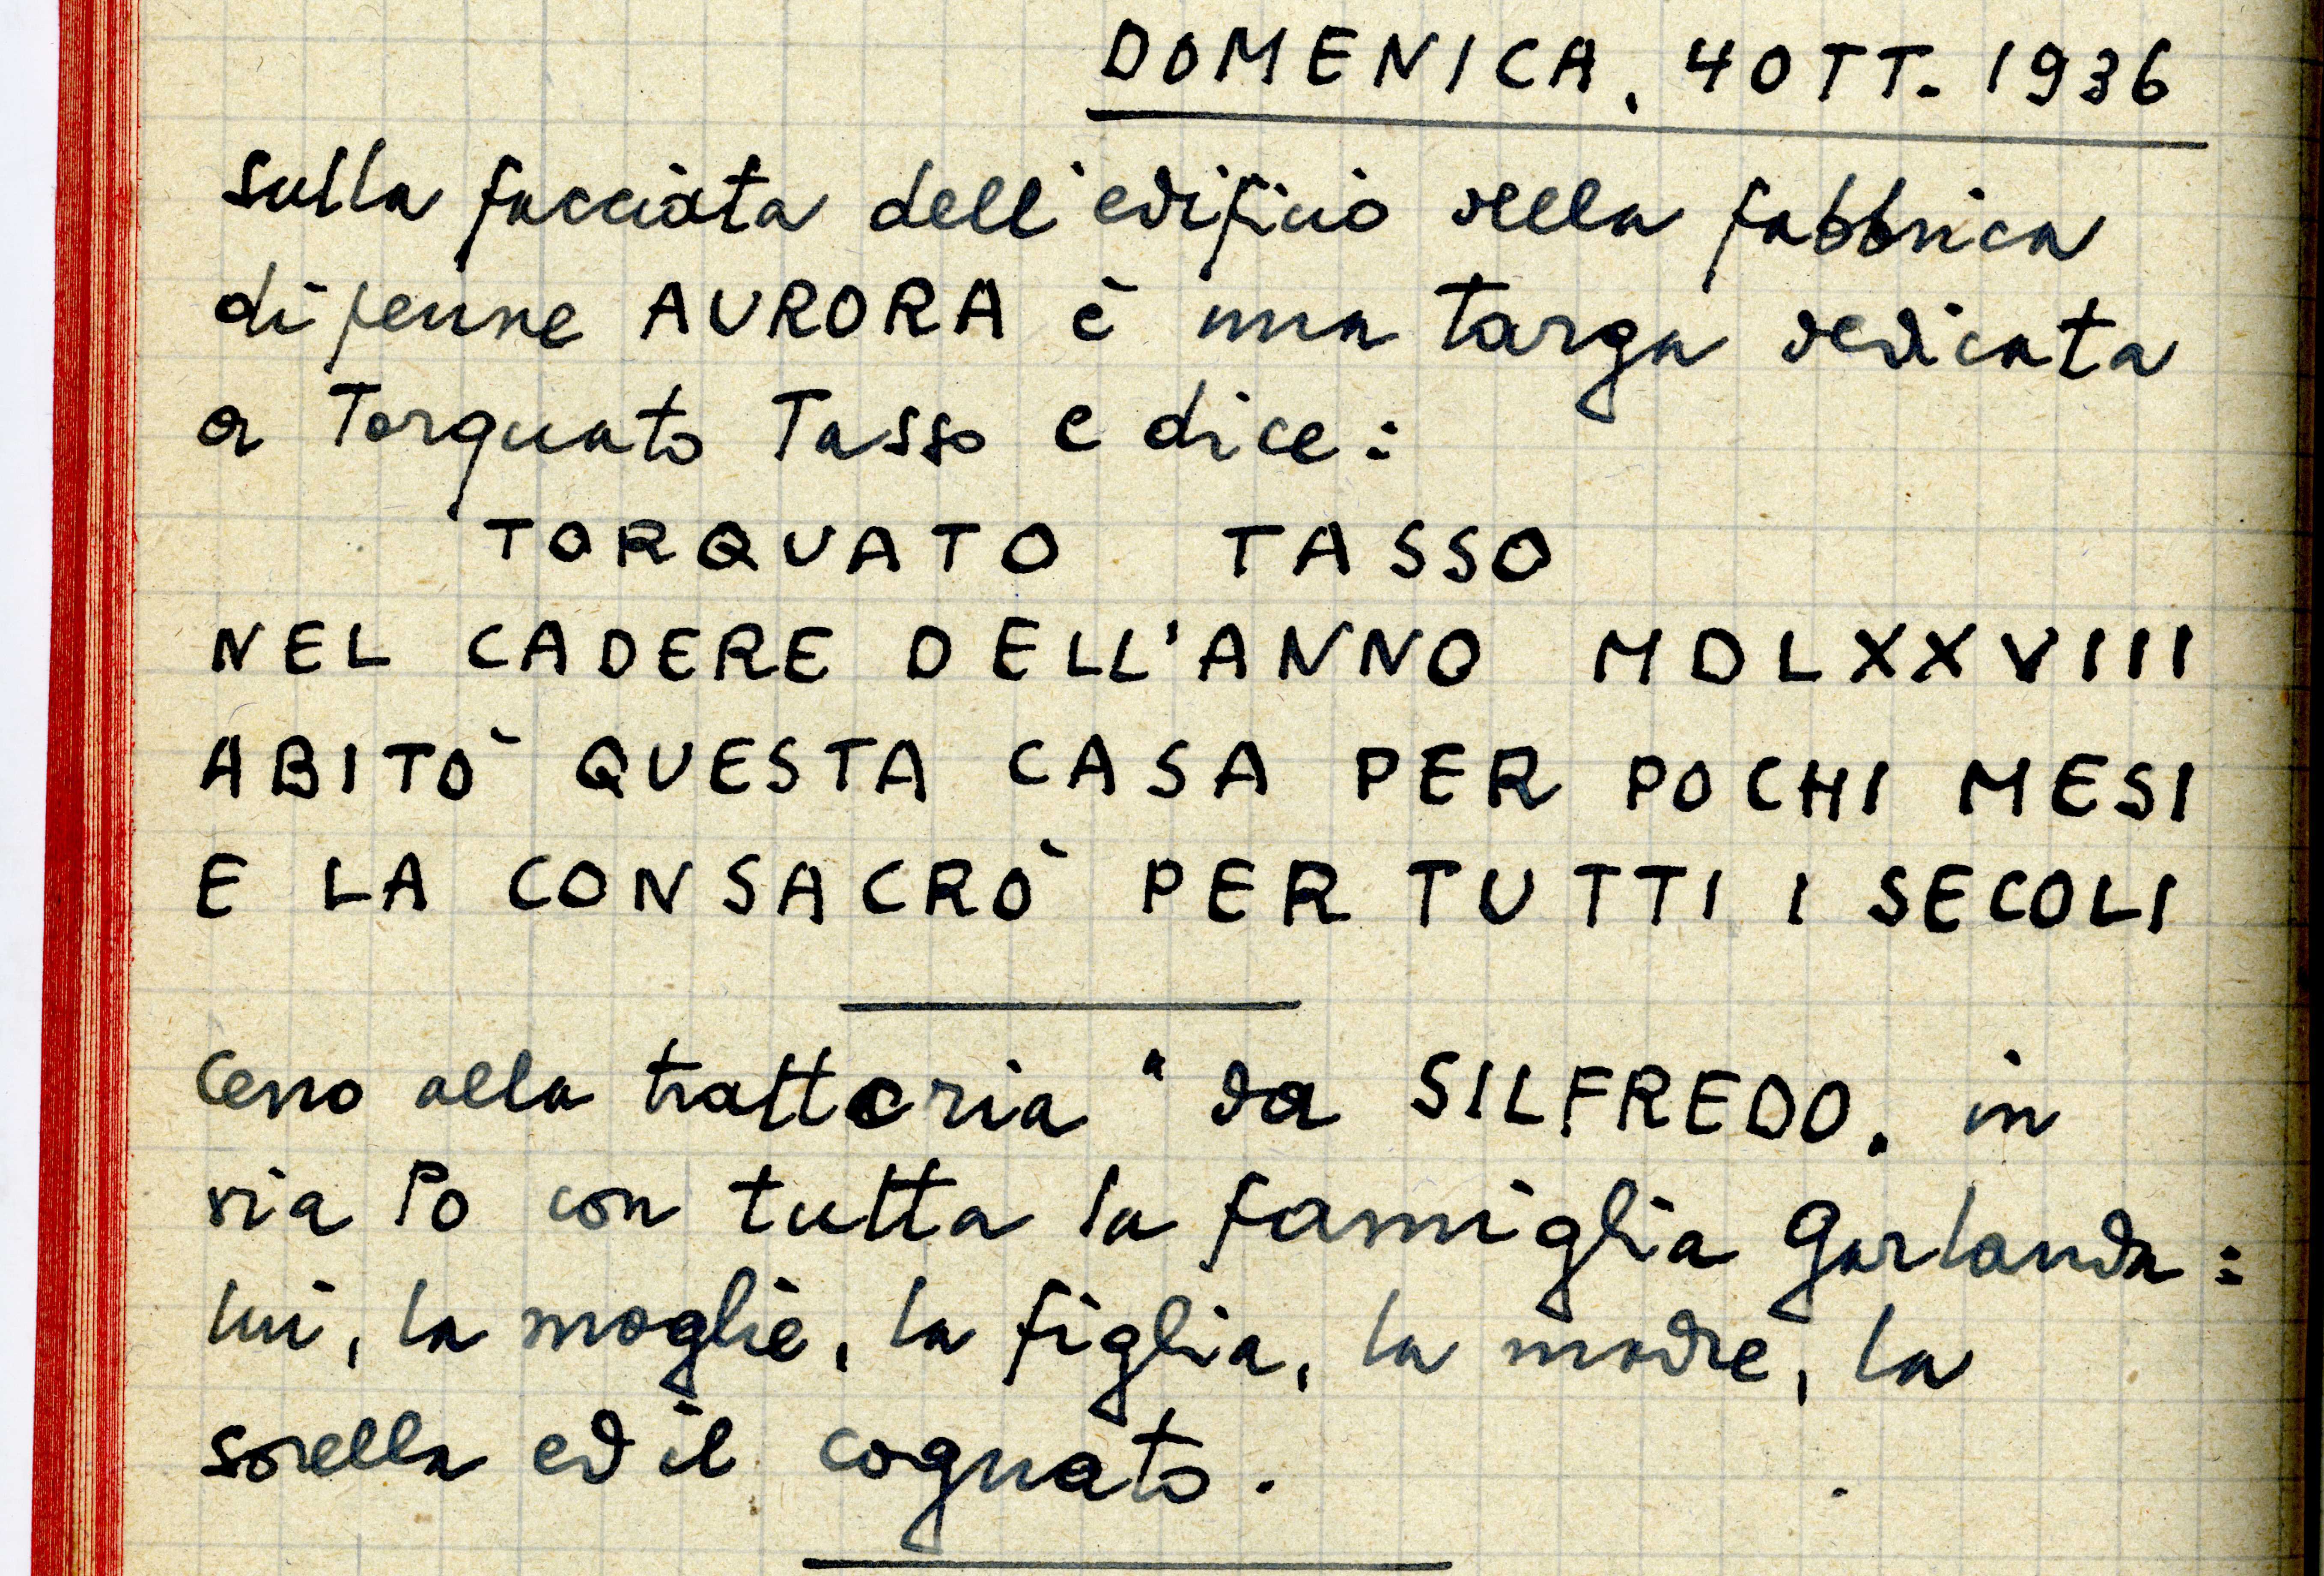 DOMENICA, 4 OTT. 1936
sulla facciata dell'edificio della fabbrica
di penne AURORA è una targa dedicata
a Torquato Tasso e dice:
TORQUATO TASSO
NEL CADERE DELL'ANNO MDLXXVIII
ABITÒ QUESTA CASA PER POCHI MESI
E LA CONSACRÒ PER TUTTI I SECOLI
Ceno alla trattoria "da SILFREDO" in
via Po con tutta la famiglia Garlanda:
lui, la moglie, la figlia, la madre, la
sorella ed il cognato.